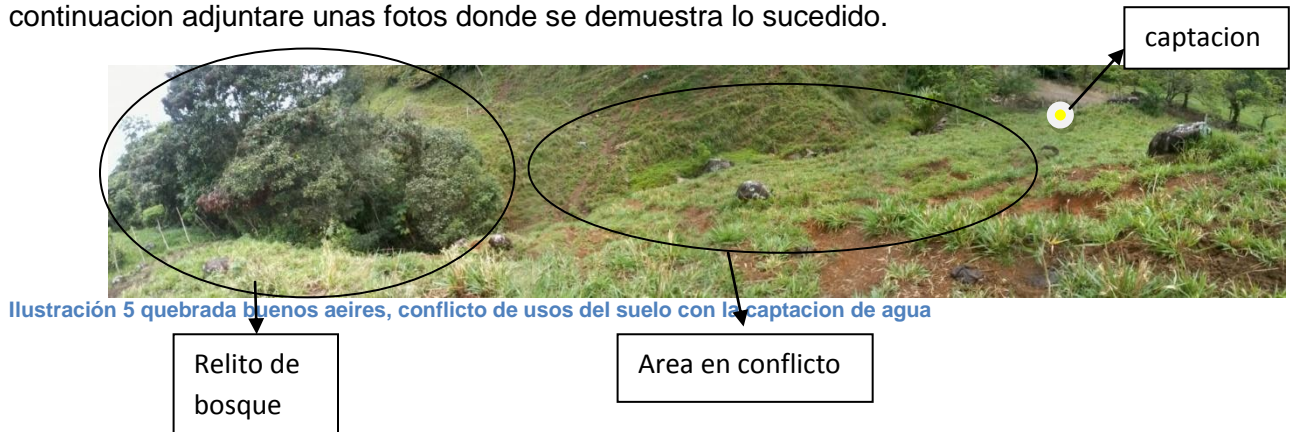 continuacion adjuntare unas fotos donde se demuestra lo sucedido.
captacion
Ilustración 5 quebrada buenos aeires, conflicto de usos del suelo con la captacion de agua
Relito de
bosque
Area en conflicto